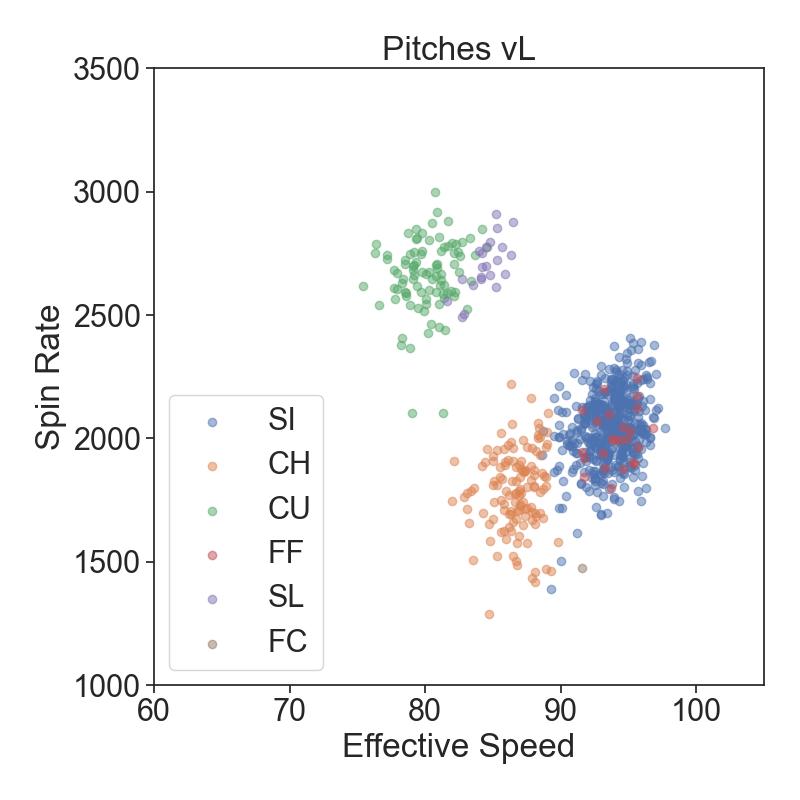 Pitches vL
3500
3000
2500
2000
1500
1000
Spin Rate
SI
CH
CU
FF
SL
FC
60 70 80 90 100
Effective Speed